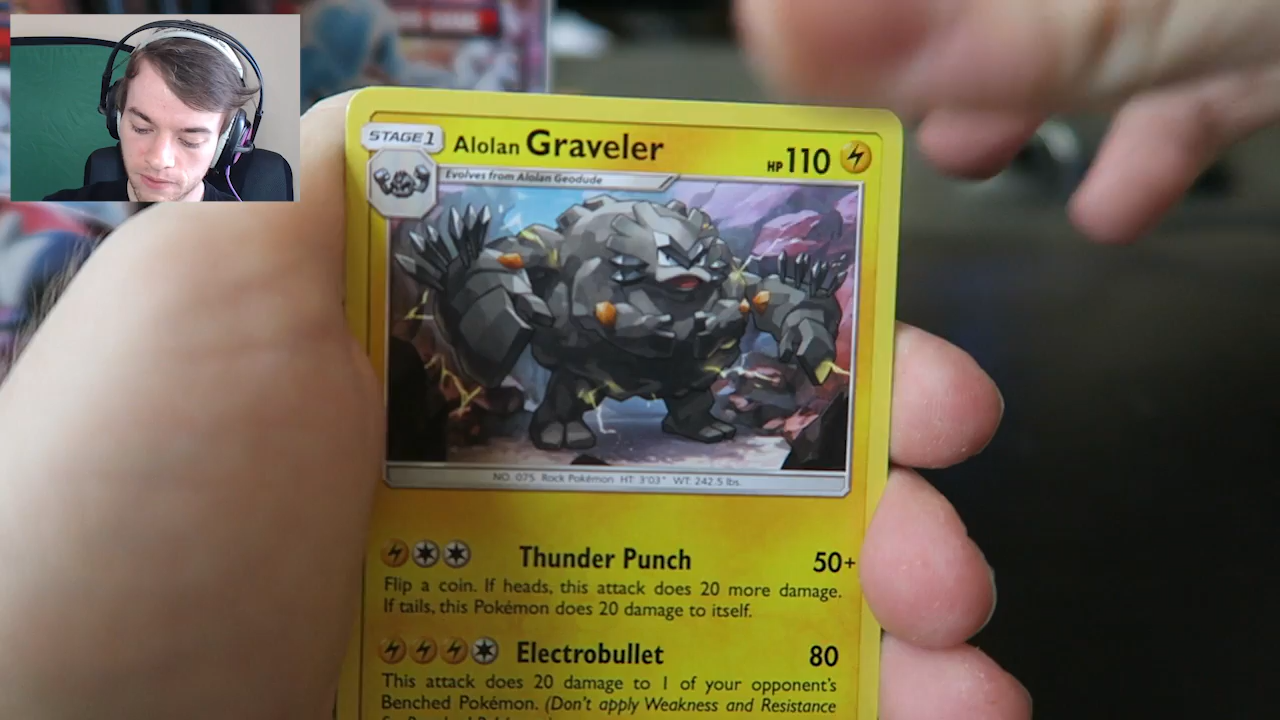 STAGE 1 Alolan Graveler HP 110
Evolves from Alolan Geodude
NO. 075 Rock Pokémon HT: 3'03" WT: 242.5 lbs.
Thunder Punch 50+
Flip a coin. If heads, this attack does 20 more damage.
If tails, this Pokémon does 20 damage to itself.
Electrobullet 80
This attack does 20 damage to 1 of your opponent's
Benched Pokémon. (Don't apply Weakness and Resistance